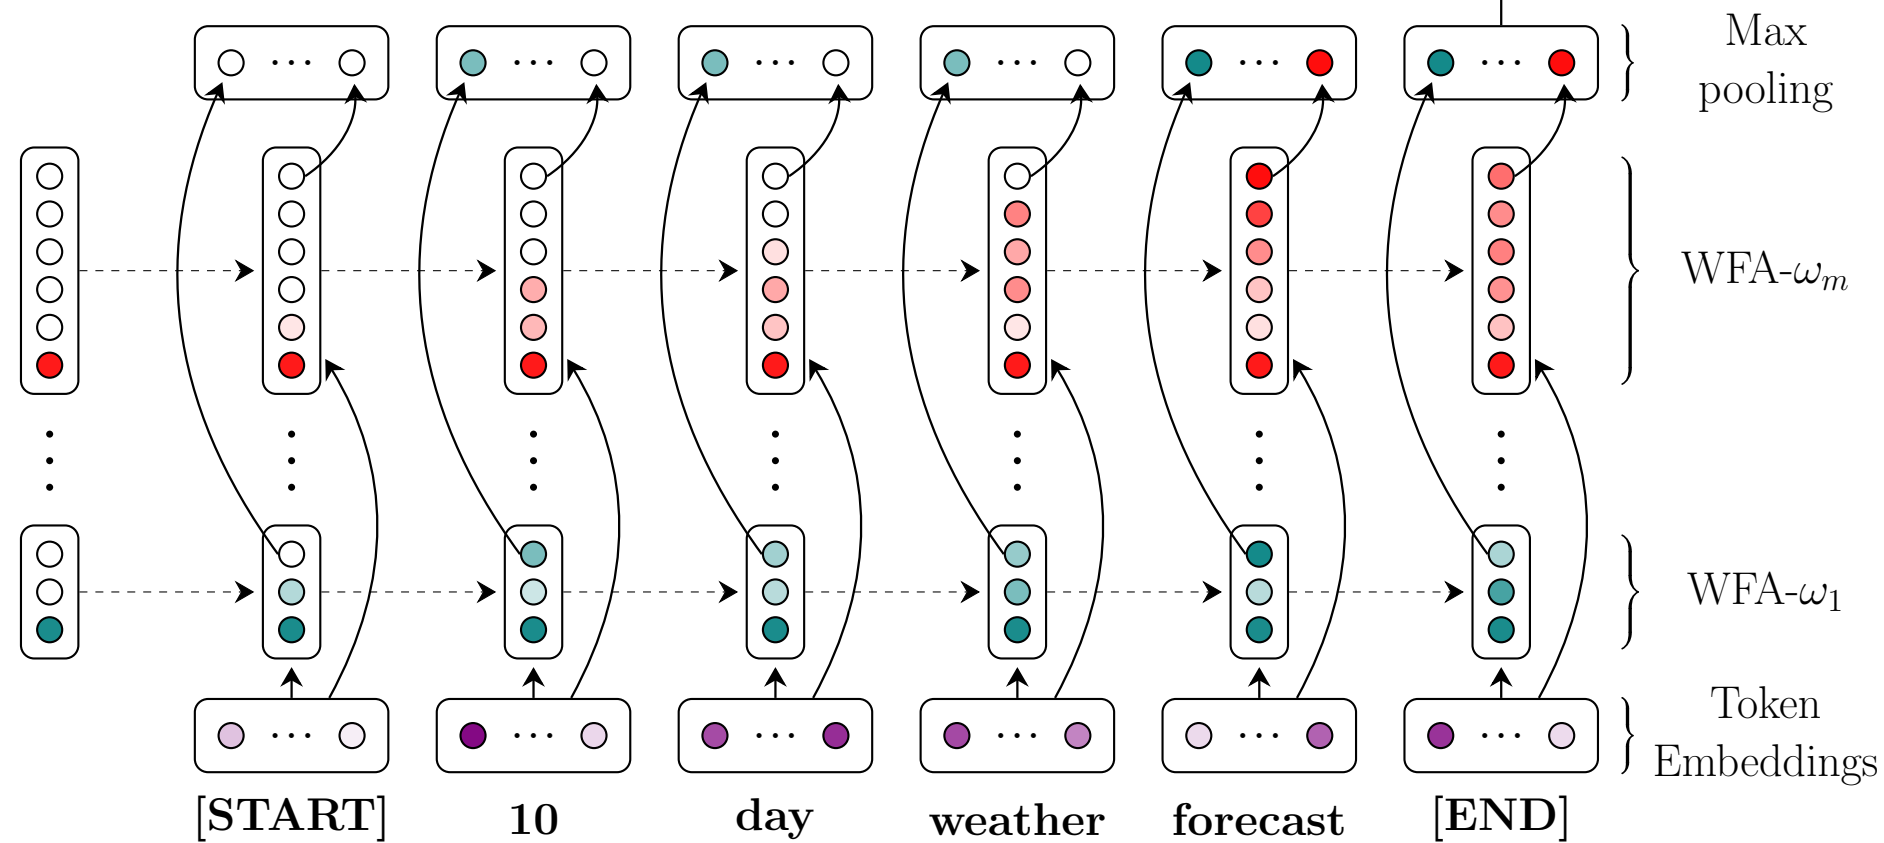 Max
pooling
WFA-ωₘ
WFA-ω₁
Token
Embeddings
[START] 10 day weather forecast [END]